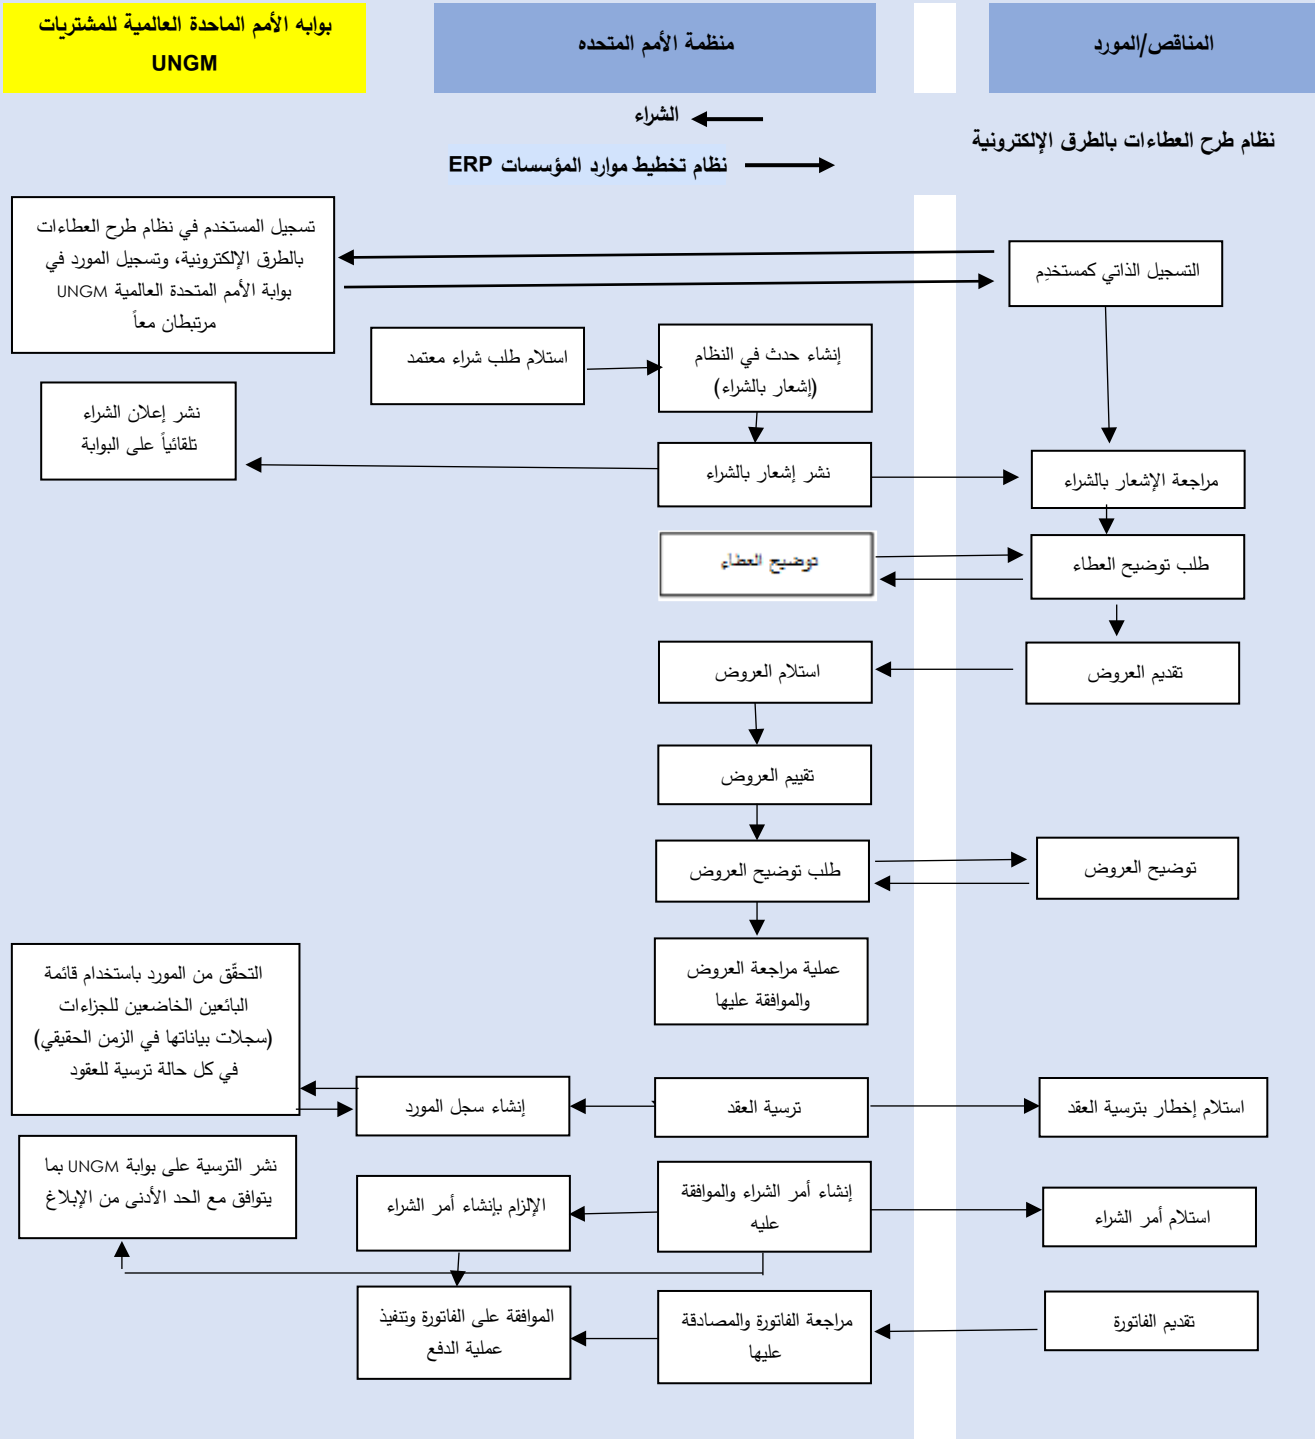 المناقص/المورد
منظمة الأمم المتحده
بوابه الأمم الماحدة العالمية للمشتريات
UNGM
الشراء
نظام طرح العطاءات بالطرق الإلكترونية
نظام تخطيط موارد المؤسسات ERP
تسجيل المستخدم في نظام طرح العطاءات
بالطرق الإلكترونية، وتسجيل المورد في
بوابة الأمم المتحدة العالمية UNGM
مرتبطان معاً
التسجيل الذاتي كمستخدِم
إنشاء حدث في النظام
(إشعار بالشراء)
استلام طلب شراء معتمد
نشر إعلان الشراء
تلقائياً على البوابة
مراجعة الإشعار بالشراء
نشر إشعار بالشراء
طلب توضيح العطاء
توضيح العطاء
تقديم العروض
استلام العروض
تقييم العروض
توضيح العروض
طلب توضيح العروض
عملية مراجعة العروض
والموافقة عليها
التحقّق من المورد باستخدام قائمة
البائعين الخاضعين للجزاءات
(سجلات بياناتها في الزمن الحقيقي)
في كل حالة ترسية للعقود
استلام إخطار بترسية العقد
ترسية العقد
إنشاء سجل المورد
نشر الترسية على بوابة UNGM بما
يتوافق مع الحد الأدنى من الإبلاغ
استلام أمر الشراء
إنشاء أمر الشراء والموافقة
عليه
الإلزام بإنشاء أمر الشراء
تقديم الفاتورة
مراجعة الفاتورة والمصادقة
عليها
الموافقة على الفاتورة وتنفيذ
عملية الدفع